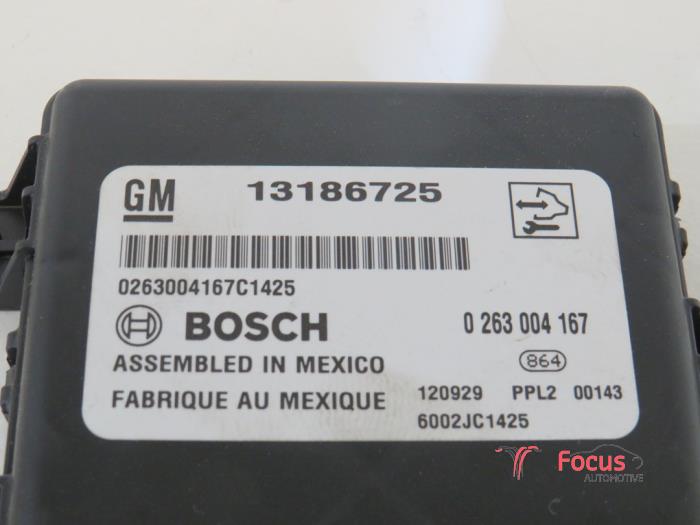 GM 13186725
0263004167C1425
BOSCH 0 263 004 167
ASSEMBLED IN MEXICO 864
FABRIQUE AU MEXIQUE 120929 PPL2 00143
6002JC1425
Focus
AUTOMOTIVE